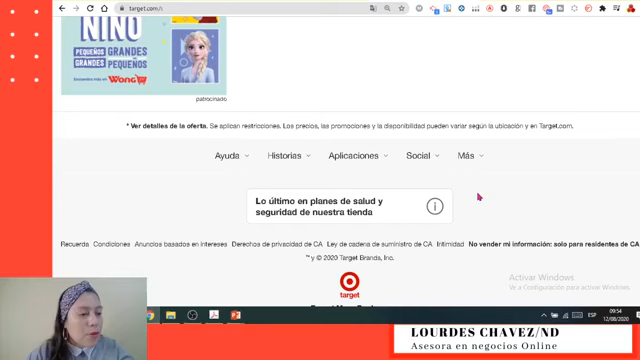 target.com/s
NIÑO
PEQUEÑOS GRANDES
GRANDES PEQUEÑOS
Encuentra más en Wong
patrocinado
* Ver detalles de la oferta. Se aplican restricciones. Los precios, las promociones y la disponibilidad pueden variar según la ubicación y en Target.com.
Ayuda Historias Aplicaciones Social Más
Lo último en planes de salud y
seguridad de nuestra tienda
Recuerda Condiciones Anuncios basados en intereses Derechos de privacidad de CA Ley de cadena de suministro de CA Intimidad No vender mi información: solo para residentes de CA
™ y © 2020 Target Brands, Inc.
target
Activar Windows
Ve a Configuración para activar Windows.
ESP
09:54
12/08/2020
LOURDES CHAVEZ/ND
Asesora en negocios Online